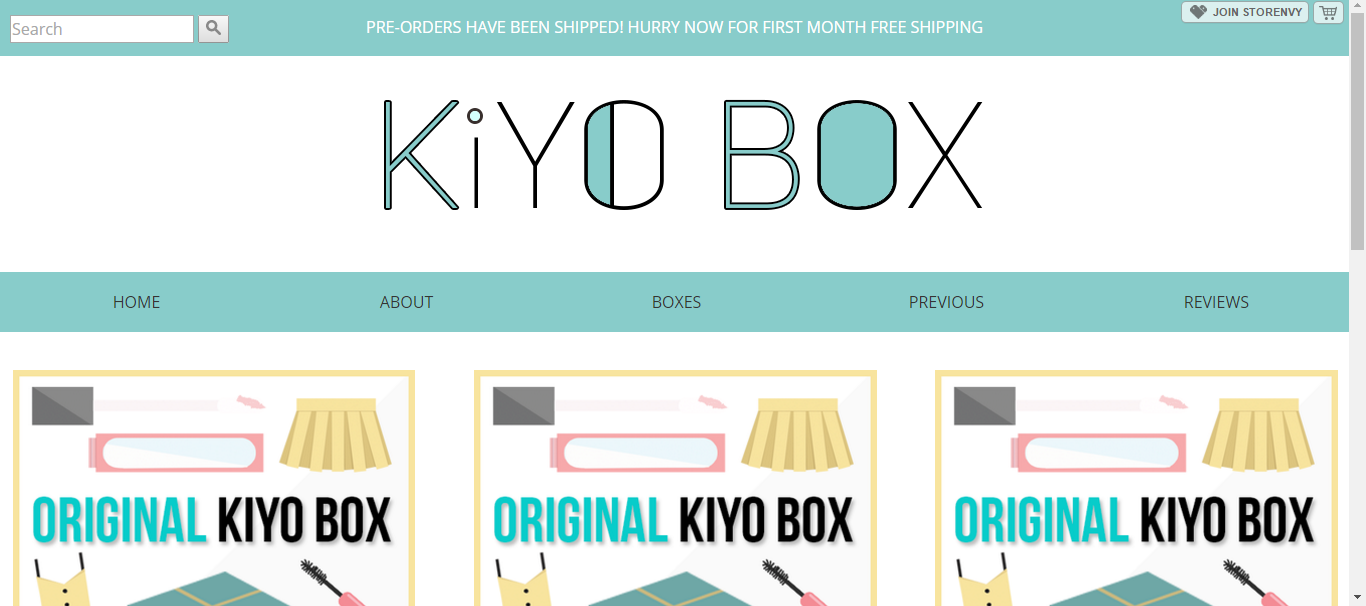 Search
PRE-ORDERS HAVE BEEN SHIPPED! HURRY NOW FOR FIRST MONTH FREE SHIPPING
JOIN STORENVY
KiYO BOX
HOME ABOUT BOXES PREVIOUS REVIEWS
ORIGINAL KIYO BOX ORIGINAL KIYO BOX ORIGINAL KIYO BOX